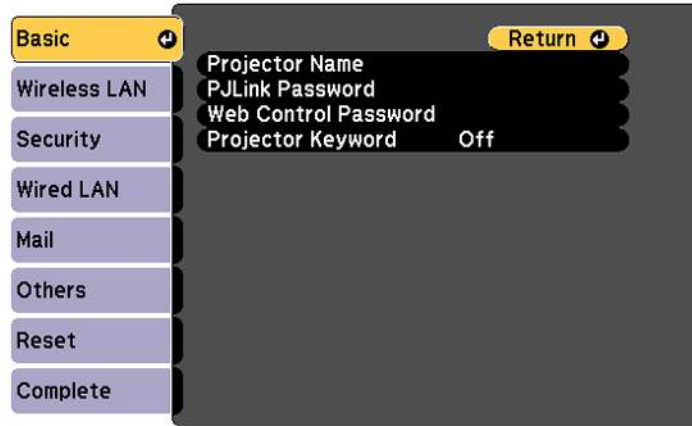 Basic
Wireless LAN
Security
Wired LAN
Mail
Others
Reset
Complete
Return
Projector Name
PJLink Password
Web Control Password
Projector Keyword Off